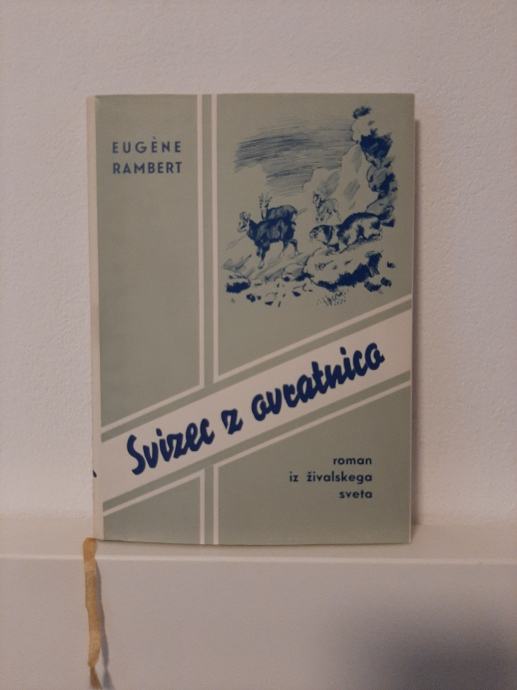 EUGÈNE
RAMBERT
Svizec z ovratnico
roman
iz živalskega
sveta